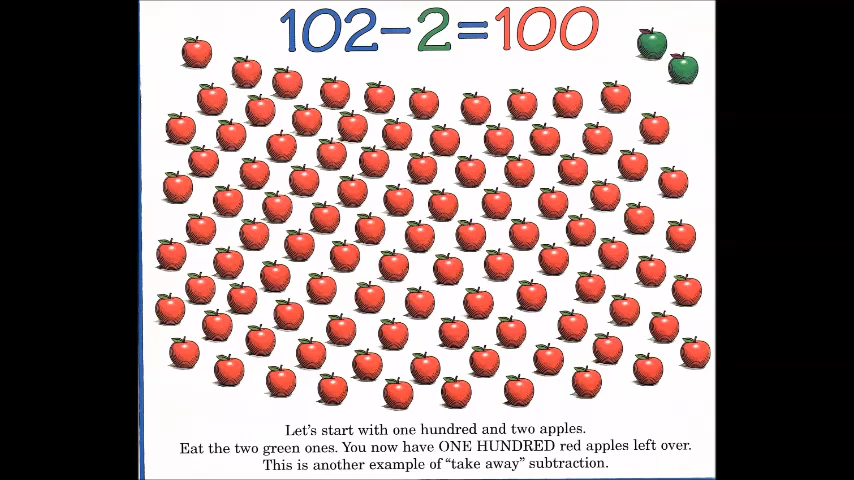 102-2=100
Let's start with one hundred and two apples.
Eat the two green ones. You now have ONE HUNDRED red apples left over.
This is another example of "take away" subtraction.